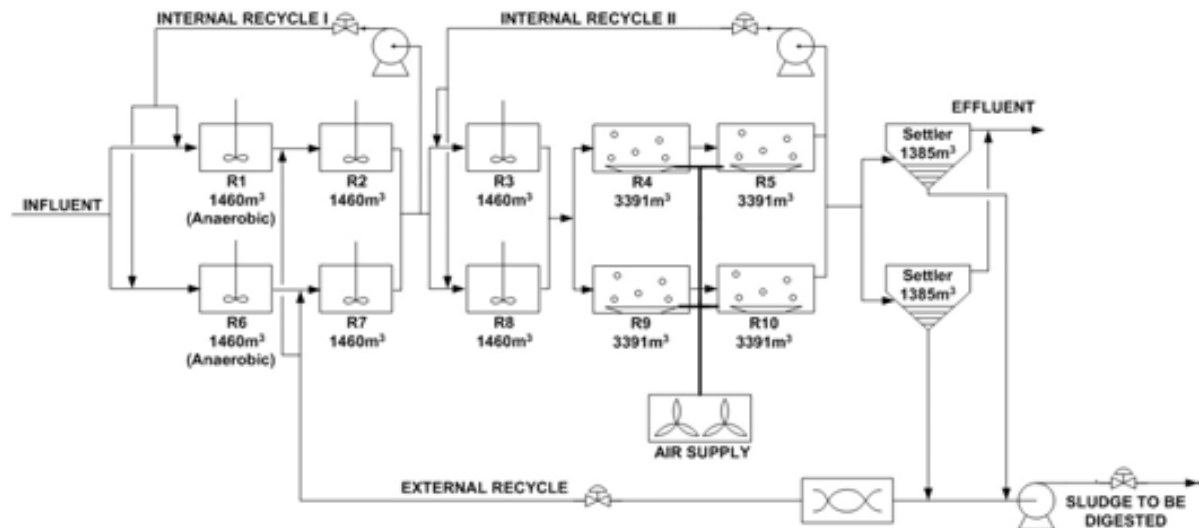 INTERNAL RECYCLE I
INTERNAL RECYCLE II
EFFLUENT
Settler
1385m³
R1
1460m³
(Anaerobic)
R2
1460m³
R3
1460m³
R4
3391m³
R5
3391m³
INFLUENT
Settler
1385m³
R6
1460m³
(Anaerobic)
R7
1460m³
R8
1460m³
R9
3391m³
R10
3391m³
AIR SUPPLY
EXTERNAL RECYCLE
SLUDGE TO BE
DIGESTED